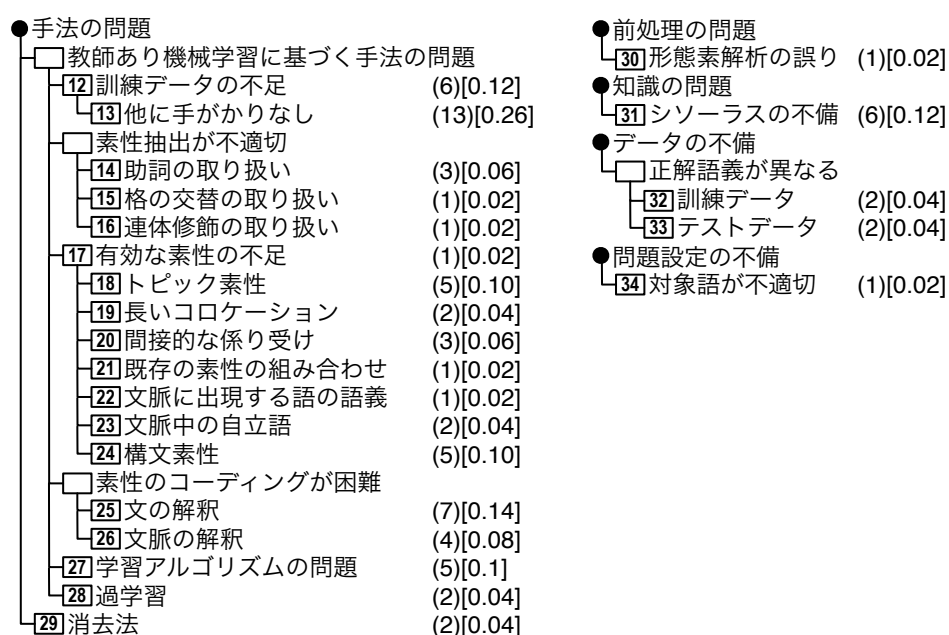 手法の問題
教師あり機械学習に基づく手法の問題
12 訓練データの不足 (6)[0.12]
13 他に手がかりなし (13)[0.26]
素性抽出が不適切
14 助詞の取り扱い (3)[0.06]
15 格の交替の取り扱い (1)[0.02]
16 連体修飾の取り扱い (1)[0.02]
17 有効な素性の不足 (1)[0.02]
18 トピック素性 (5)[0.10]
19 長いコロケーション (2)[0.04]
20 間接的な係り受け (3)[0.06]
21 既存の素性の組み合わせ (1)[0.02]
22 文脈に出現する語の語義 (1)[0.02]
23 文脈中の自立語 (2)[0.04]
24 構文素性 (5)[0.10]
素性のコーディングが困難
25 文の解釈 (7)[0.14]
26 文脈の解釈 (4)[0.08]
27 学習アルゴリズムの問題 (5)[0.1]
28 過学習 (2)[0.04]
29 消去法 (2)[0.04]
前処理の問題
30 形態素解析の誤り (1)[0.02]
知識の問題
31 シソーラスの不備 (6)[0.12]
データの不備
正解語義が異なる
32 訓練データ (2)[0.04]
33 テストデータ (2)[0.04]
問題設定の不備
34 対象語が不適切 (1)[0.02]